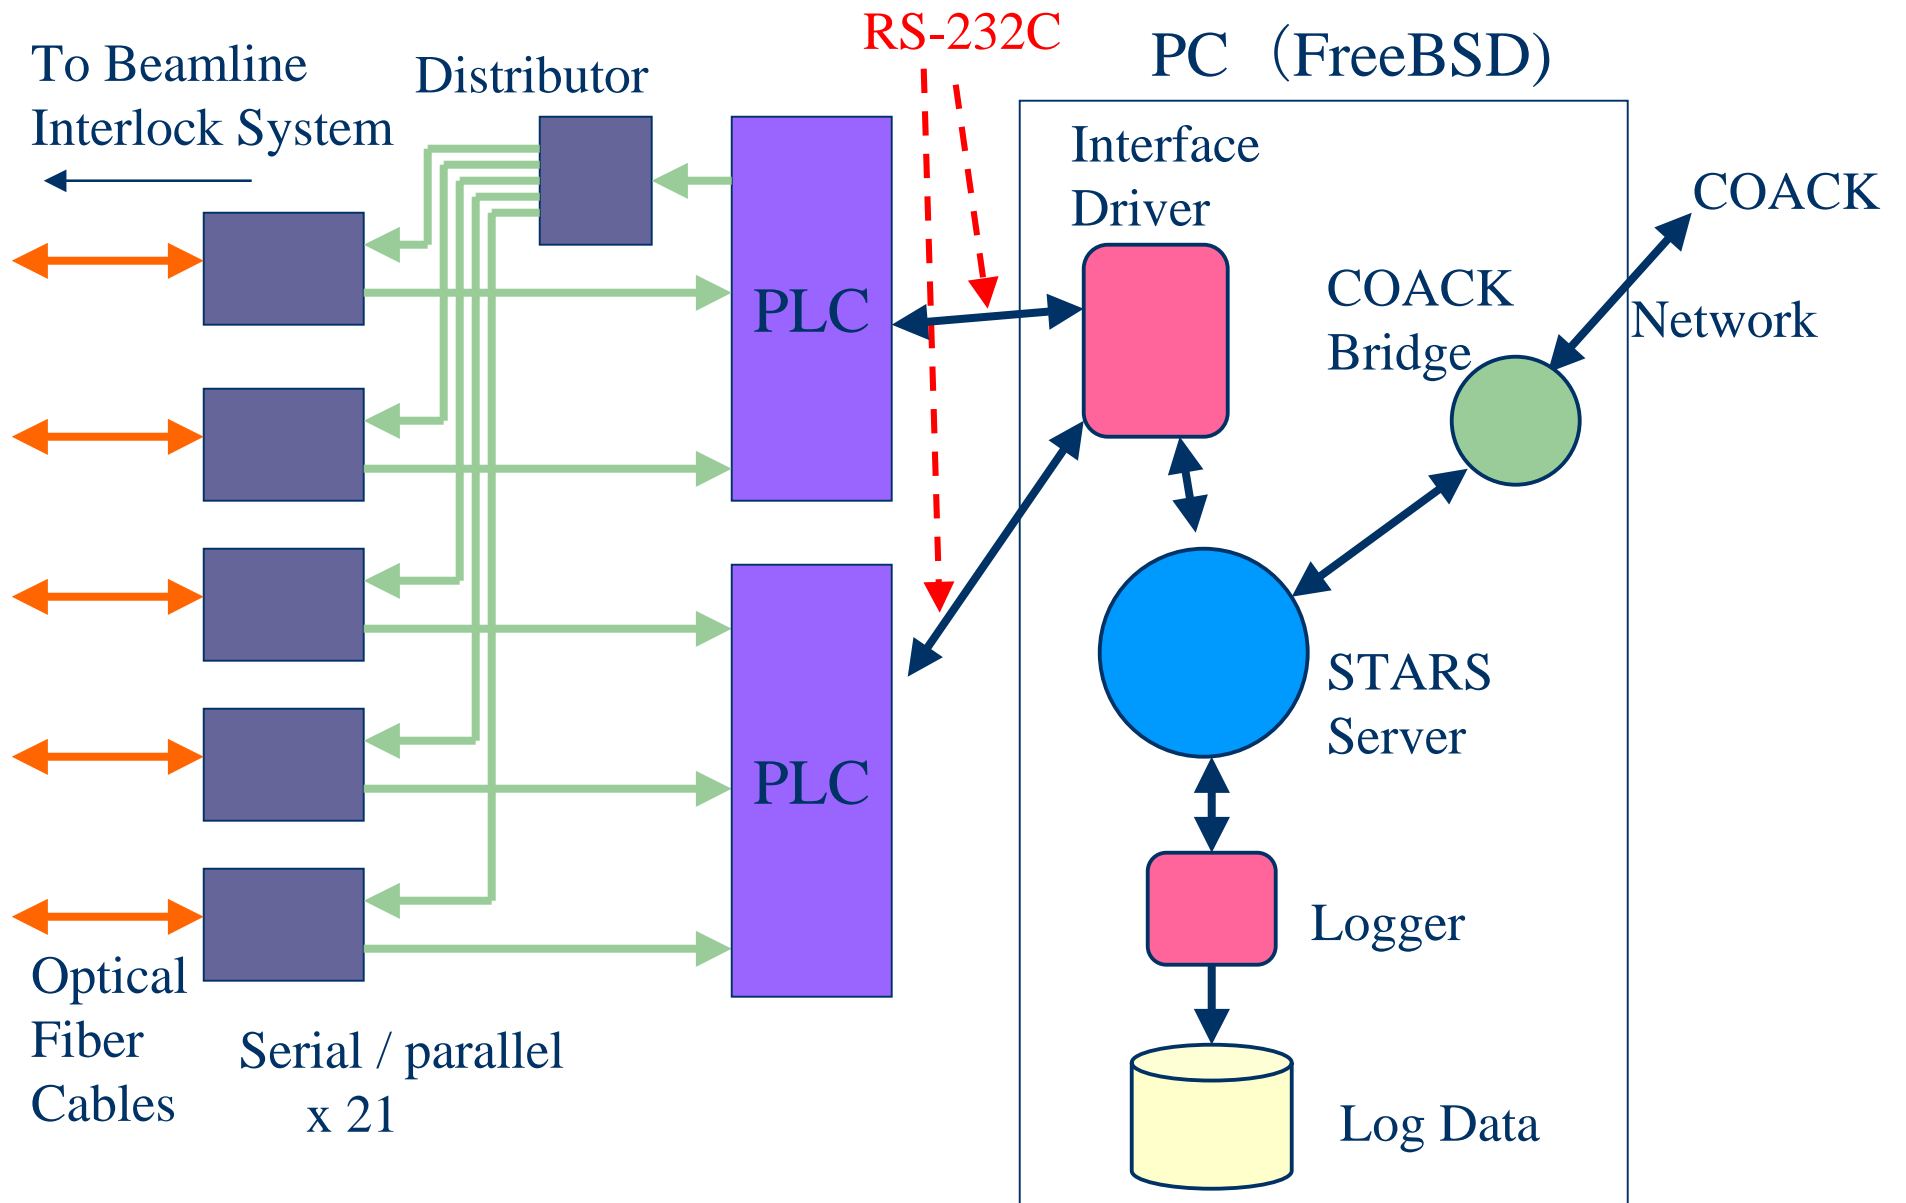 To Beamline
Interlock System
Distributor
RS-232C
PC （FreeBSD)
Interface
Driver
COACK
COACK
Bridge
Network
PLC
PLC
STARS
Server
Logger
Log Data
Optical
Fiber
Cables
Serial / parallel
x 21